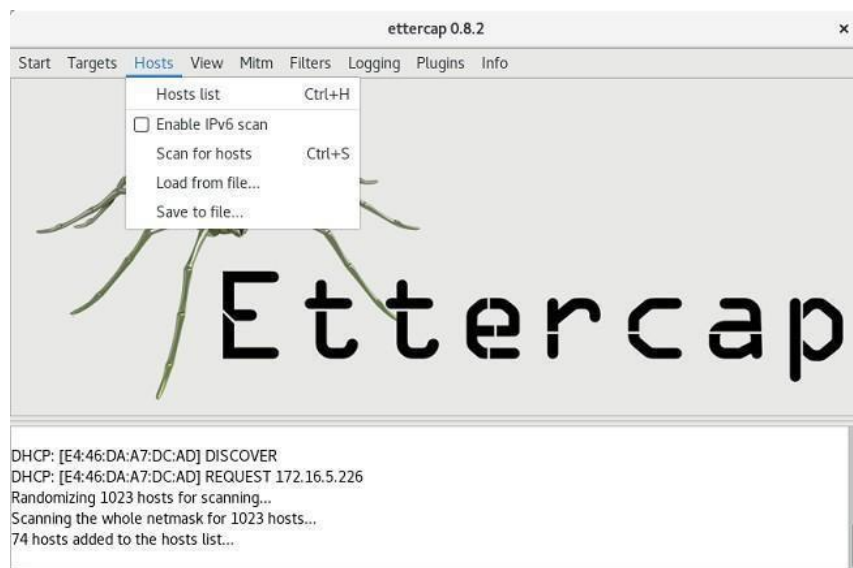 ettercap 0.8.2 ×
Start Targets Hosts View Mitm Filters Logging Plugins Info
Hosts list Ctrl+H
Enable IPv6 scan
Scan for hosts Ctrl+S
Load from file...
Save to file...
Ettercap
DHCP: [E4:46:DA:A7:DC:AD] DISCOVER
DHCP: [E4:46:DA:A7:DC:AD] REQUEST 172.16.5.226
Randomizing 1023 hosts for scanning...
Scanning the whole netmask for 1023 hosts...
74 hosts added to the hosts list...